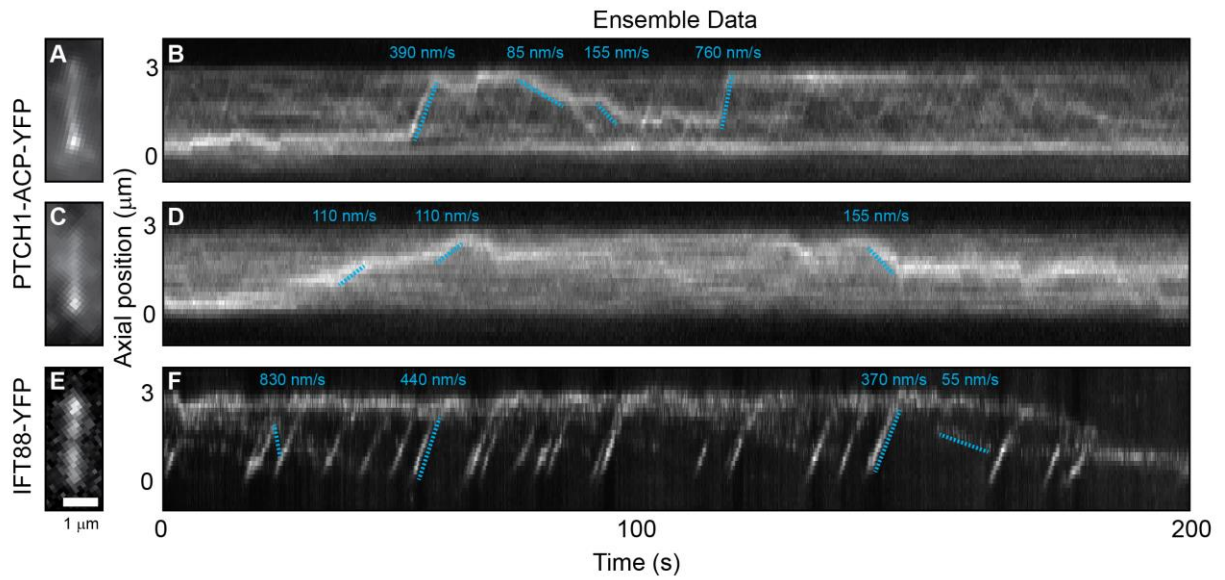 Ensemble Data
PTCH1-ACP-YFP
IFT88-YFP
Axial position (μm)
A
B
3
0
390 nm/s
85 nm/s
155 nm/s
760 nm/s
C
D
3
0
110 nm/s
110 nm/s
155 nm/s
E
1 μm
F
3
0
830 nm/s
440 nm/s
370 nm/s
55 nm/s
0
100
200
Time (s)